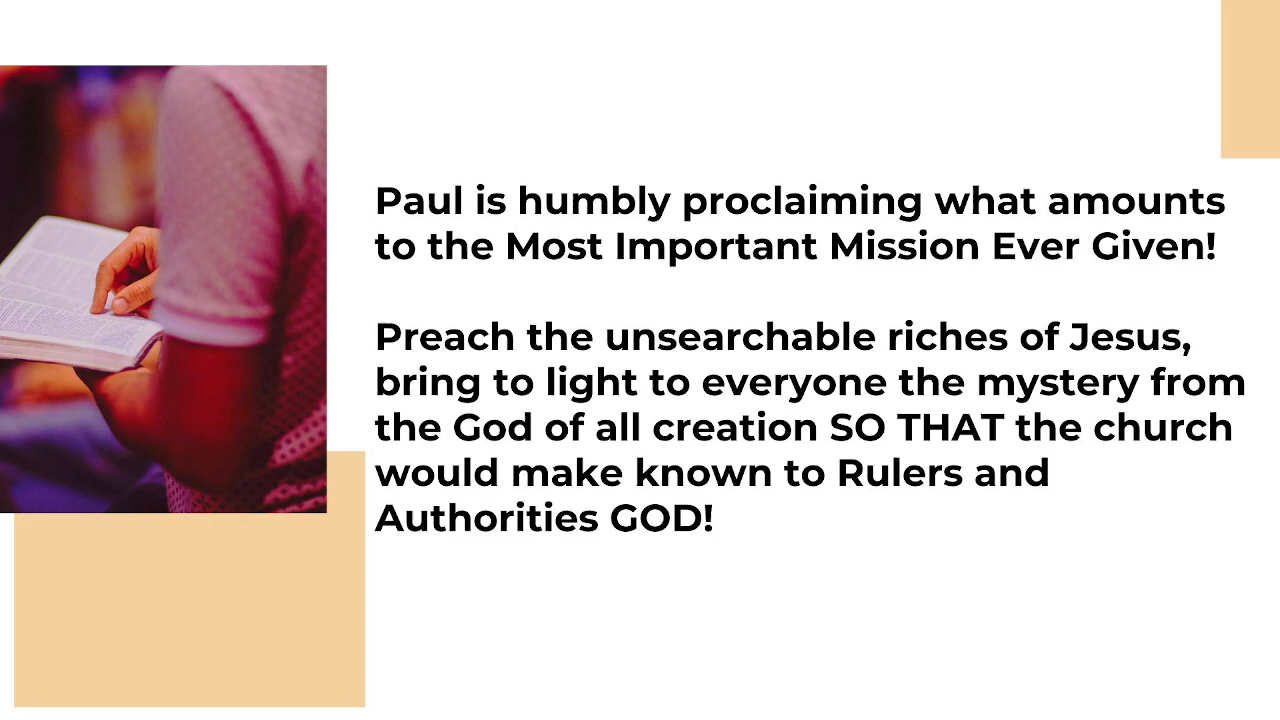 Paul is humbly proclaiming what amounts
to the Most Important Mission Ever Given!
Preach the unsearchable riches of Jesus,
bring to light to everyone the mystery from
the God of all creation SO THAT the church
would make known to Rulers and
Authorities GOD!